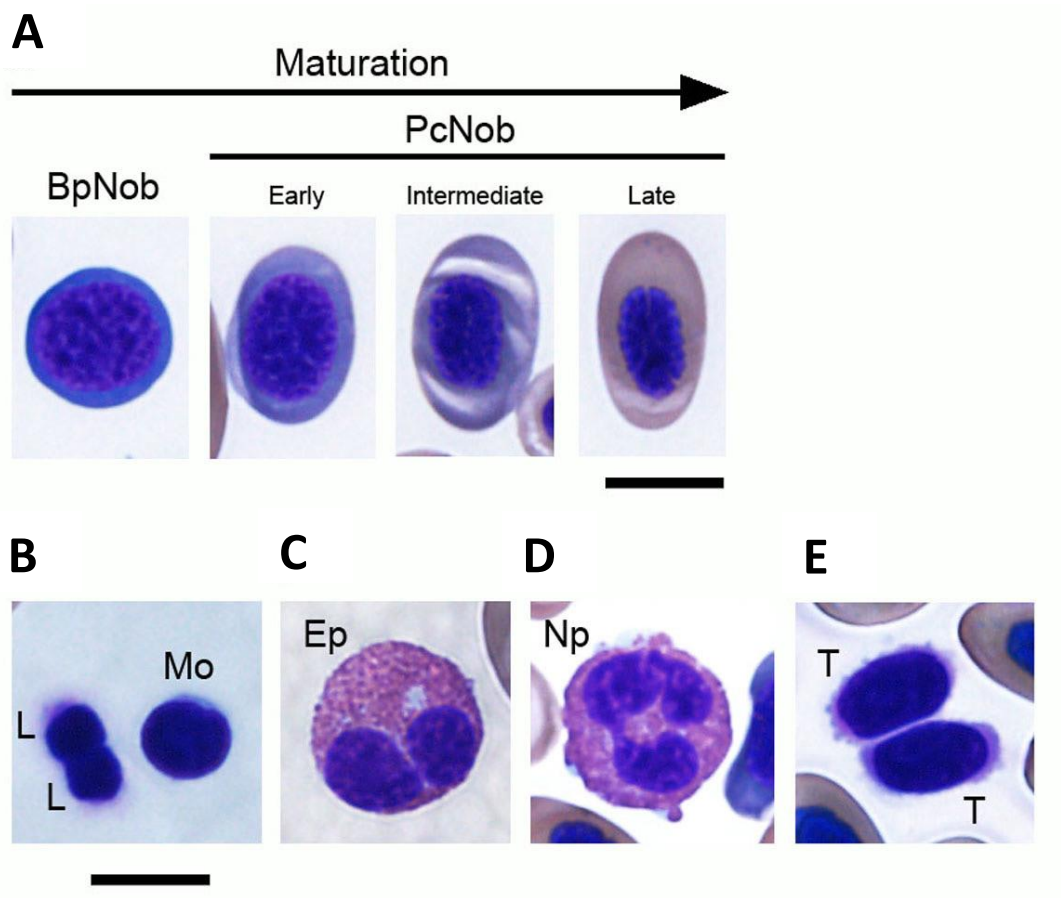 A
Maturation
PcNob
BpNob
Early
Intermediate
Late
B
C
D
E
L
Mo
L
Ep
Np
T
T